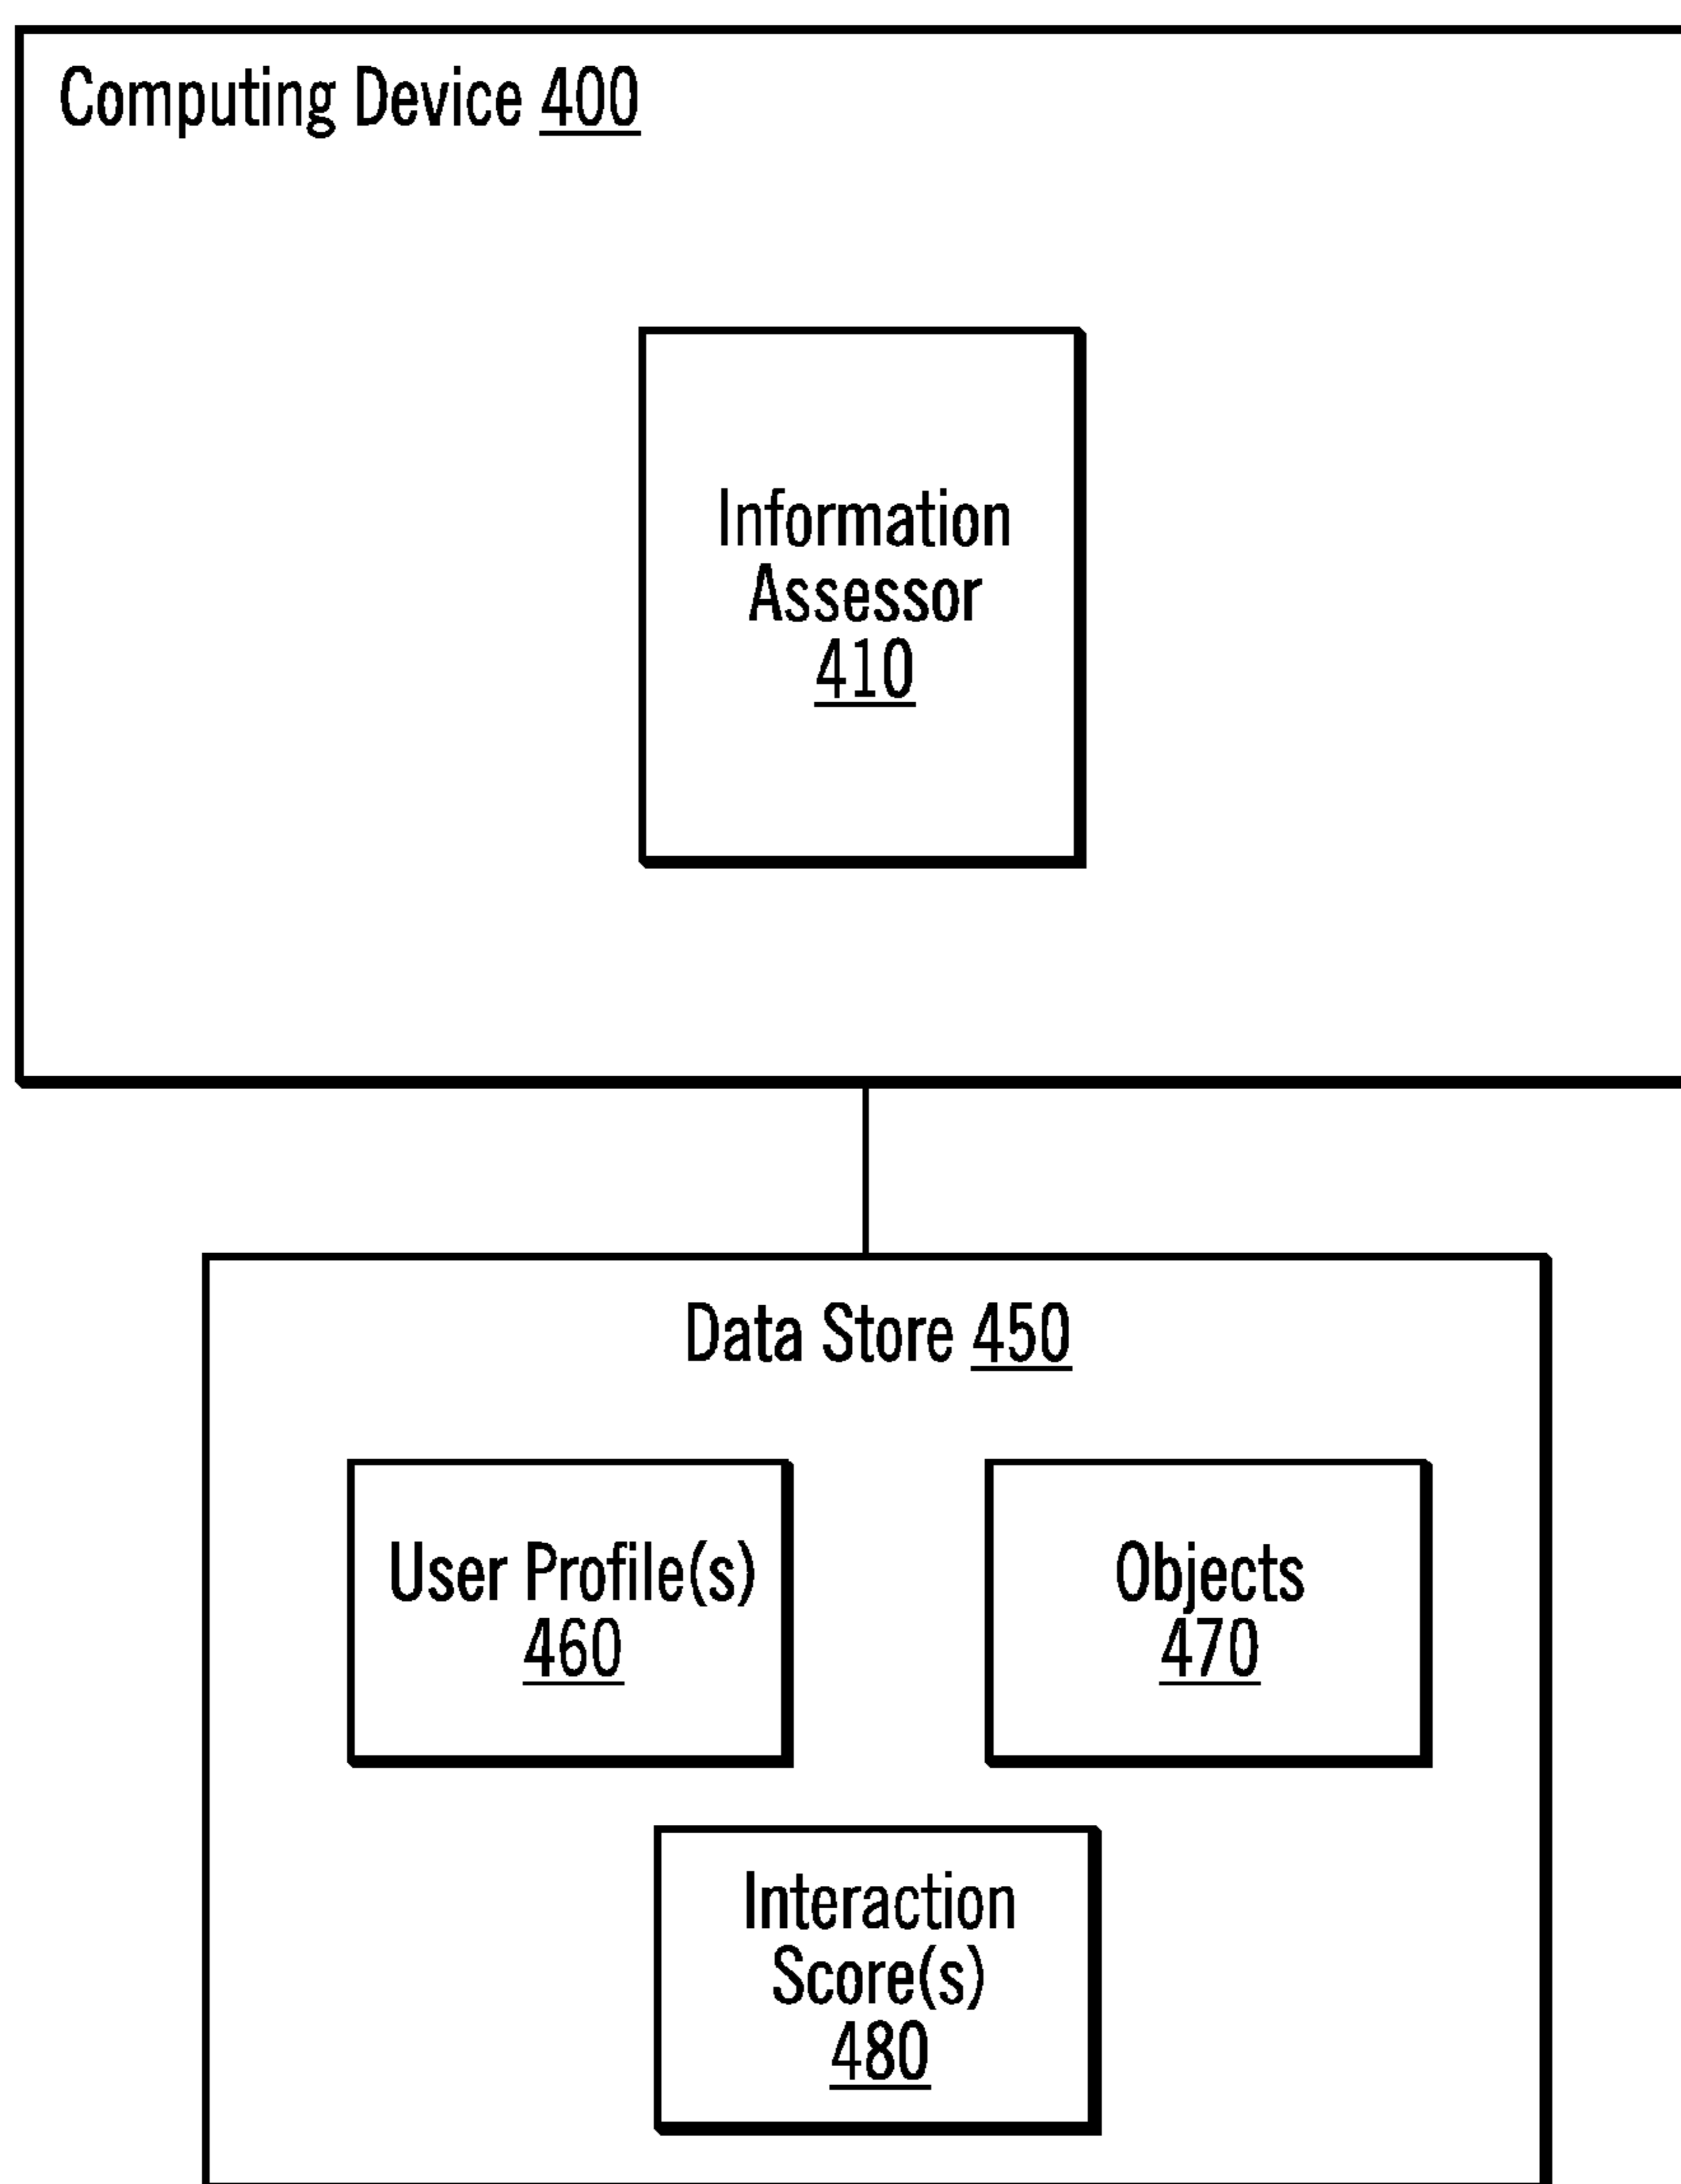 Computing Device 400
Information
Assessor
410
Data Store 450
User Profile(s)
460
Objects
470
Interaction
Score(s)
480